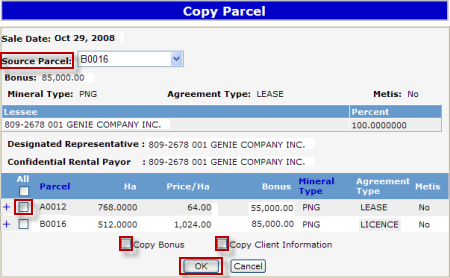 Copy Parcel
Sale Date: Oct 29, 2008
Source Parcel: B0016
Bonus: 85,000.00
Mineral Type: PNG Agreement Type: LEASE Metis: No
Lessee Percent
809-2678 001 GENIE COMPANY INC. 100.0000000
Designated Representative : 809-2678 001 GENIE COMPANY INC.
Confidential Rental Payor : 809-2678 001 GENIE COMPANY INC.
All Parcel Ha Price/Ha Bonus Mineral Type Agreement Type Metis
+ A0012 768.0000 64.00 55,000.00 PNG LEASE No
+ B0016 512.0000 1,024.00 85,000.00 PNG LICENCE No
Copy Bonus Copy Client Information
OK Cancel